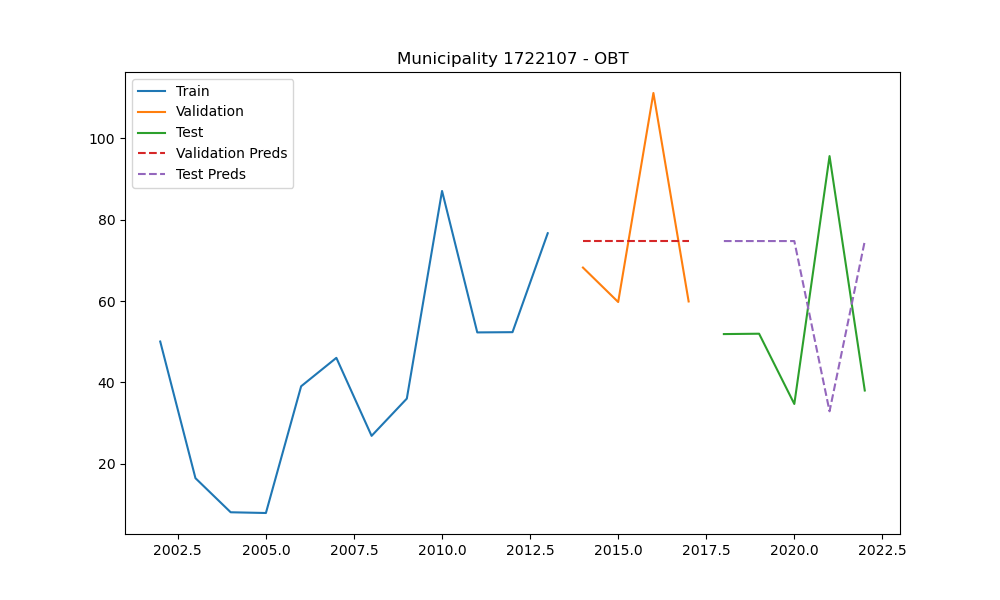 Municipality 1722107 - OBT
Train
Validation
Test
Validation Preds
Test Preds
100
80
60
40
20
2002.5 2005.0 2007.5 2010.0 2012.5 2015.0 2017.5 2020.0 2022.5